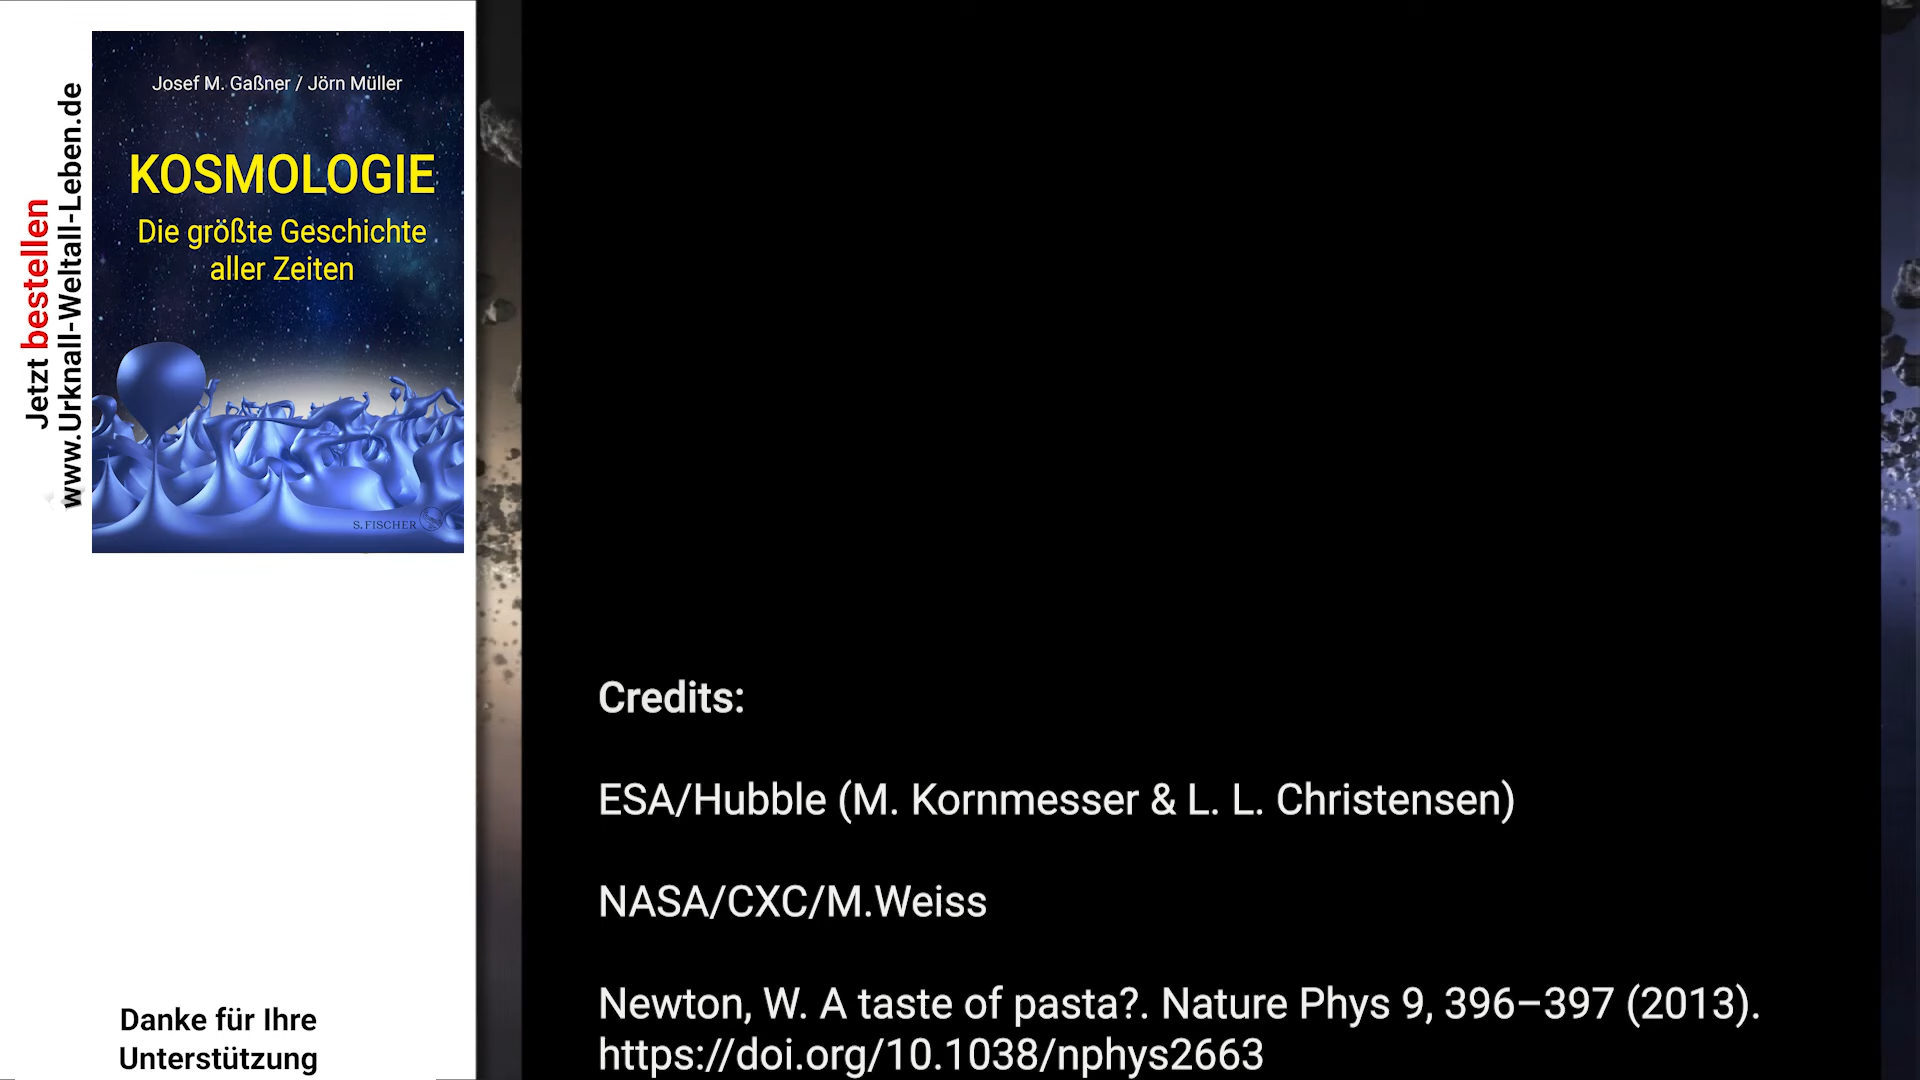 Jetzt bestellen
www.Urknall-Weltall-Leben.de
Josef M. Gaßner / Jörn Müller
KOSMOLOGIE
Die größte Geschichte
aller Zeiten
S. FISCHER
Danke für Ihre
Unterstützung
Credits:
ESA/Hubble (M. Kornmesser & L. L. Christensen)
NASA/CXC/M.Weiss
Newton, W. A taste of pasta?. Nature Phys 9, 396–397 (2013).
https://doi.org/10.1038/nphys2663